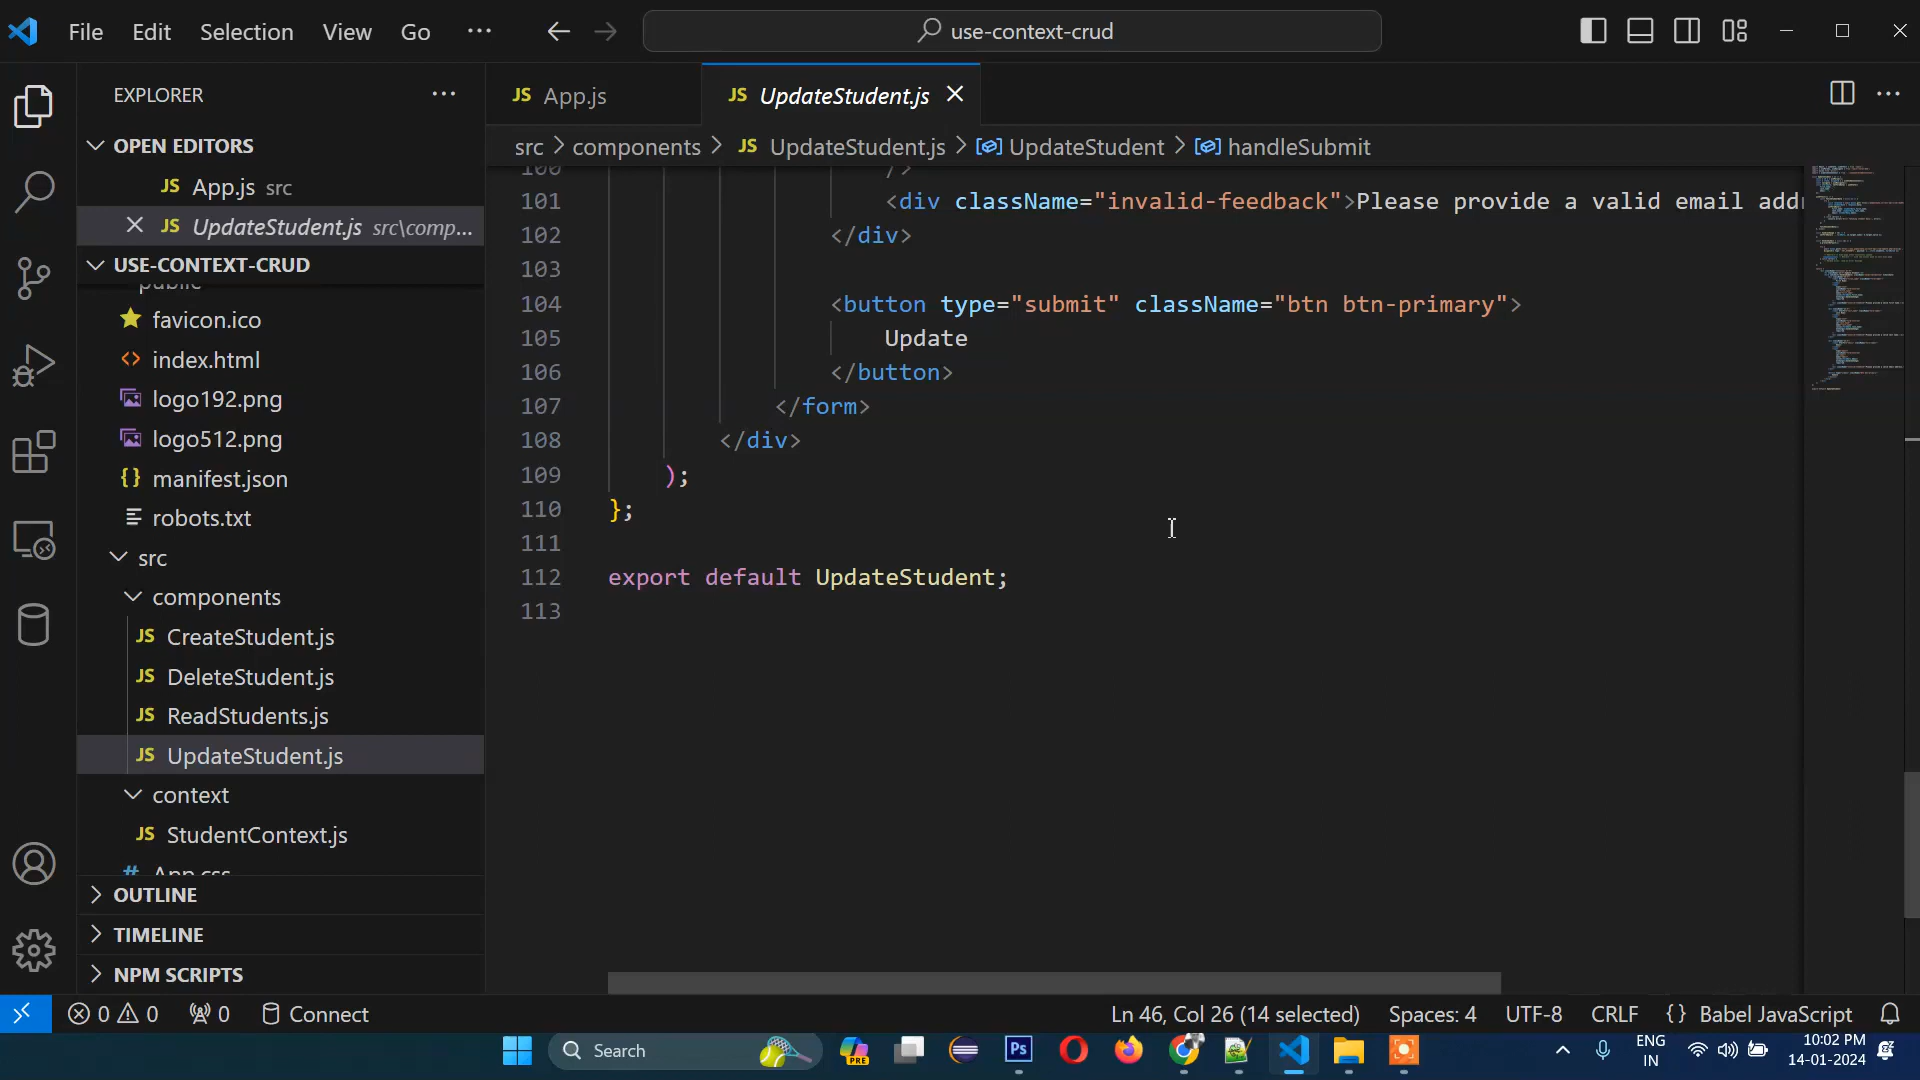 File Edit Selection View Go ··· use-context-crud
EXPLORER ···
OPEN EDITORS
JS App.js src
JS UpdateStudent.js src\comp...
USE-CONTEXT-CRUD
public
favicon.ico
<> index.html
logo192.png
logo512.png
{} manifest.json
robots.txt
src
components
JS CreateStudent.js
JS DeleteStudent.js
JS ReadStudents.js
JS UpdateStudent.js
context
JS StudentContext.js
# App.css
OUTLINE
TIMELINE
NPM SCRIPTS
JS App.js JS UpdateStudent.js
src > components > JS UpdateStudent.js > UpdateStudent > handleSubmit
100 />
101 <div className="invalid-feedback">Please provide a valid email addr
102 </div>
103
104 <button type="submit" className="btn btn-primary">
105 Update
106 </button>
107 </form>
108 </div>
109 );
110 };
111
112 export default UpdateStudent;
113
0 0 0 Connect Ln 46, Col 26 (14 selected) Spaces: 4 UTF-8 CRLF {} Babel JavaScript
Search PRE Ps ENG IN 10:02 PM 14-01-2024